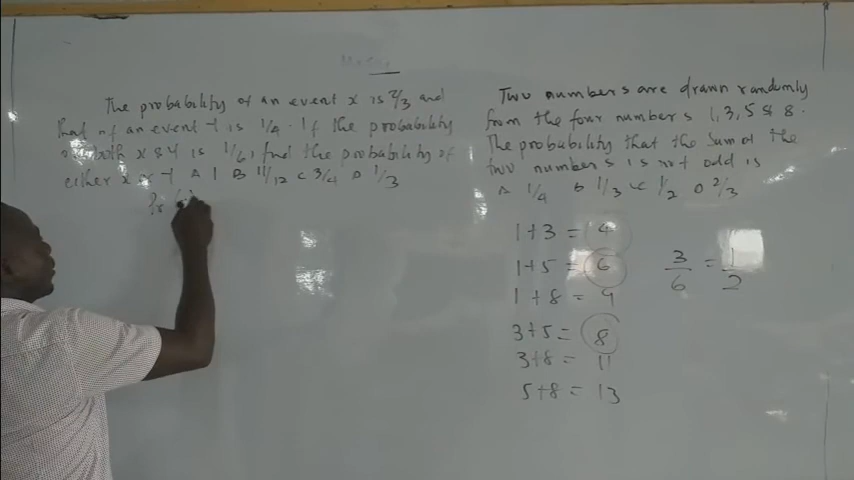 The probability of an event x is 2/3 and
that of an event Y is 1/4. If the probability
of both x & Y is 1/6, find the probability of
either x or Y A 1 B 11/12 C 3/4 D 1/3
Pr (
Two numbers are drawn randomly
from the four numbers 1, 3, 5 & 8.
The probability that the sum of the
two numbers is not odd is
A 1/4 B 1/3 C 1/2 D 2/3
1+3 = 4
1+5 = 6
1+8 = 9
3+5 = 8
3+8 = 11
5+8 = 13
3/6 = 1/2